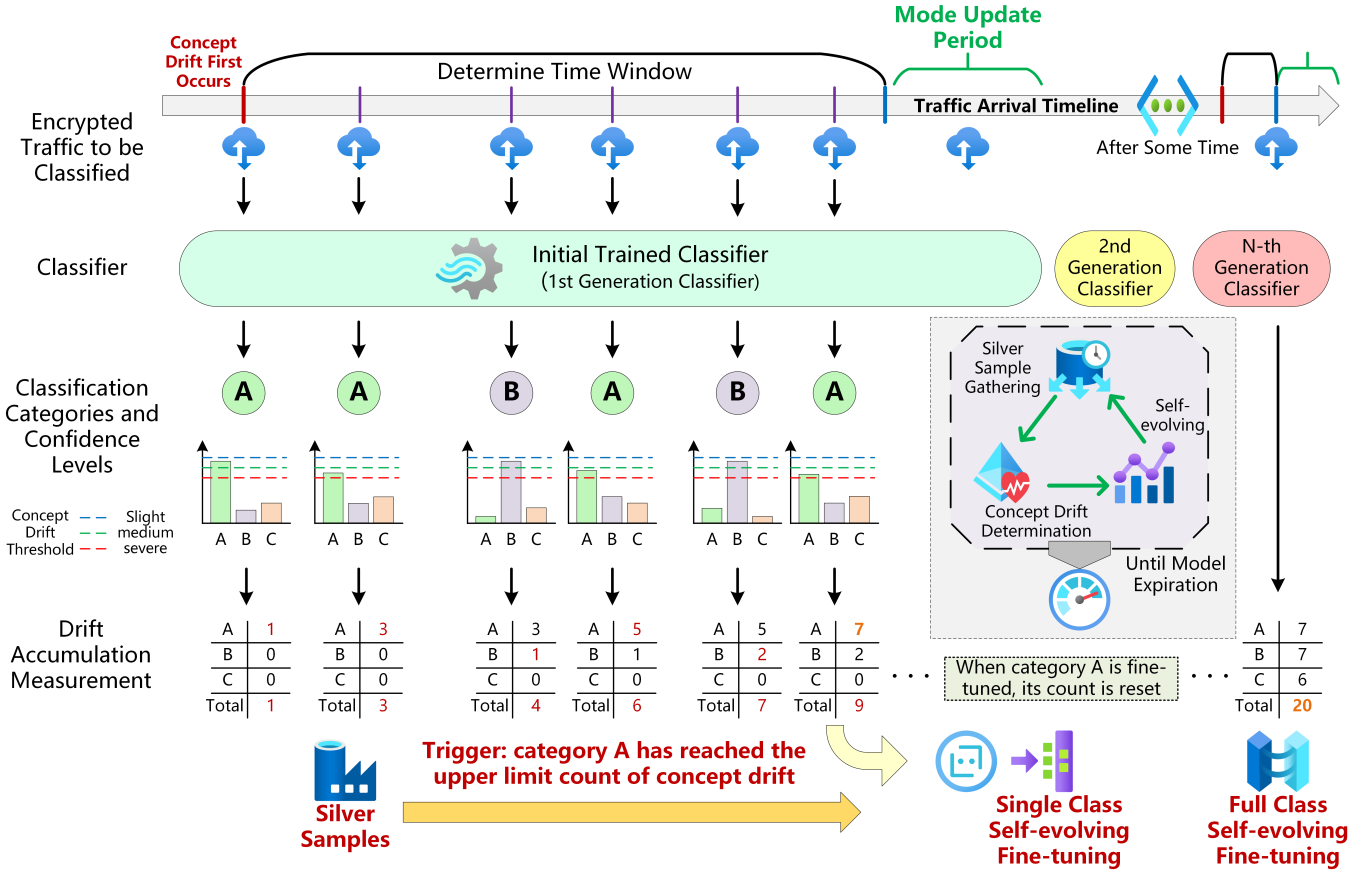 Mode Update
Period
Concept
Drift First
Occurs
Determine Time Window
Traffic Arrival Timeline
After Some Time
Encrypted
Traffic to be
Classified
Classifier
Initial Trained Classifier
(1st Generation Classifier)
2nd
Generation
Classifier
N-th
Generation
Classifier
Classification
Categories and
Confidence
Levels
A A B A B A
Concept
Drift
Threshold
Slight
medium
severe
A B C
A B C
A B C
A B C
A B C
A B C
Silver
Sample
Gathering
Self-
evolving
Concept Drift
Determination
Until Model
Expiration
Drift
Accumulation
Measurement
A 1
B 0
C 0
Total 1
A 3
B 0
C 0
Total 3
A 3
B 1
C 0
Total 4
A 5
B 1
C 0
Total 6
A 5
B 2
C 0
Total 7
A 7
B 2
C 0
Total 9
When category A is fine-
tuned, its count is reset
A 7
B 7
C 6
Total 20
Silver
Samples
Trigger: category A has reached the
upper limit count of concept drift
Single Class
Self-evolving
Fine-tuning
Full Class
Self-evolving
Fine-tuning